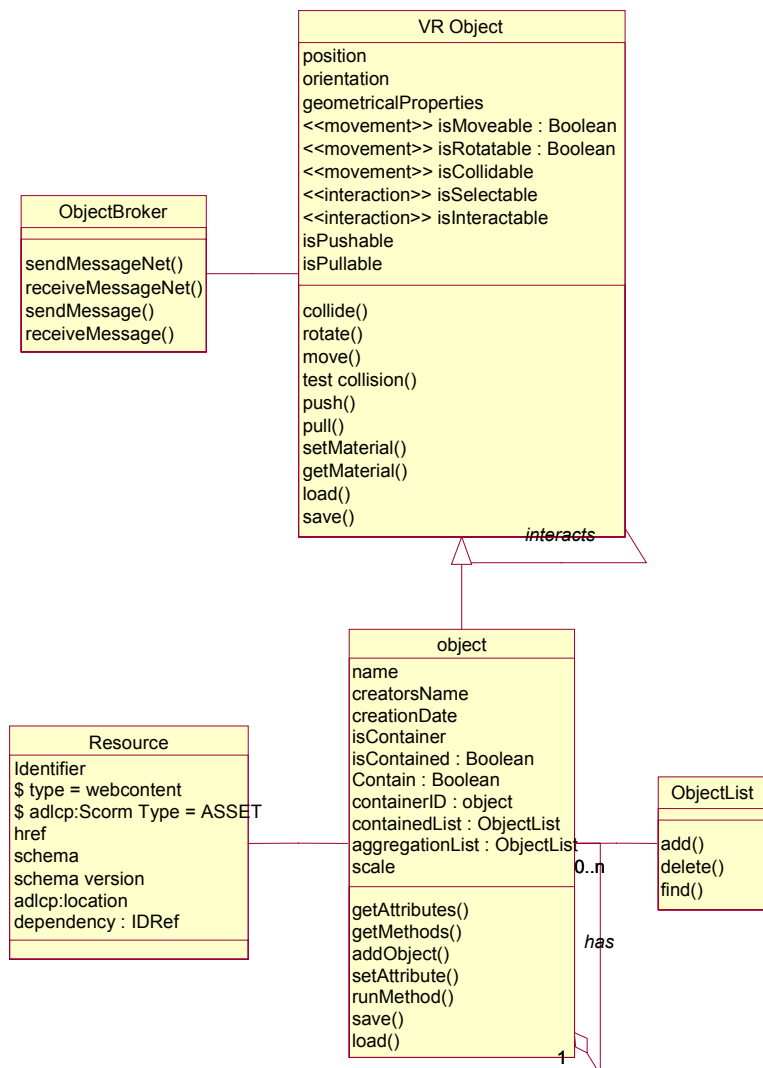 VR Object
position
orientation
geometricalProperties
<<movement>> isMoveable : Boolean
<<movement>> isRotatable : Boolean
<<movement>> isCollidable
<<interaction>> isSelectable
<<interaction>> isInteractable
isPushable
isPullable
collide()
rotate()
move()
test collision()
push()
pull()
setMaterial()
getMaterial()
load()
save()
ObjectBroker
sendMessageNet()
receiveMessageNet()
sendMessage()
receiveMessage()
interacts
object
name
creatorsName
creationDate
isContainer
isContained : Boolean
Contain : Boolean
containerID : object
containedList : ObjectList
aggregationList : ObjectList
scale
getAttributes()
getMethods()
addObject()
setAttribute()
runMethod()
save()
load()
Resource
Identifier
$ type = webcontent
$ adlcp:Scorm Type = ASSET
href
schema
schema version
adlcp:location
dependency : IDRef
ObjectList
add()
delete()
find()
0..n
has
1